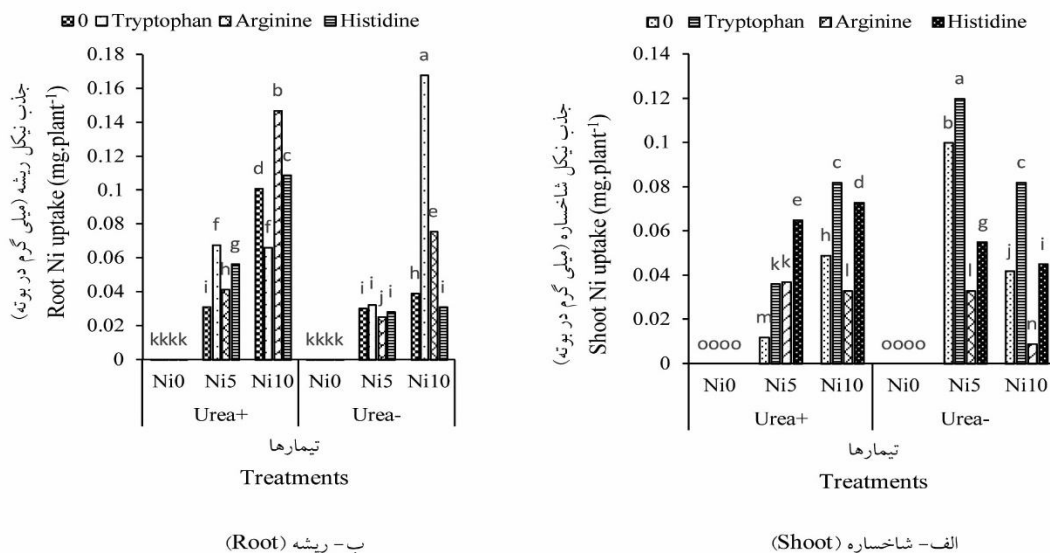 0 Tryptophan Arginine Histidine
جذب نیکل ریشه (میلی گرم در بوته)
Root Ni uptake (mg.plant-1)
0.18
0.16
0.14
0.12
0.1
0.08
0.06
0.04
0.02
0
kkkk
i f h g
d f b c
kkkk
i i j i
h a e i
Ni0 Ni5 Ni10 Ni0 Ni5 Ni10
Urea+ Urea-
تیمارها
Treatments
ب- ریشه (Root)
0 Tryptophan Arginine Histidine
جذب نیکل شاخساره (میلی گرم در بوته)
Shoot Ni uptake (mg.plant-1)
0.14
0.12
0.1
0.08
0.06
0.04
0.02
0
oooo
m k k e
h c l d
oooo
b a l g
j c n i
Ni0 Ni5 Ni10 Ni0 Ni5 Ni10
Urea+ Urea-
تیمارها
Treatments
الف- شاخساره (Shoot)